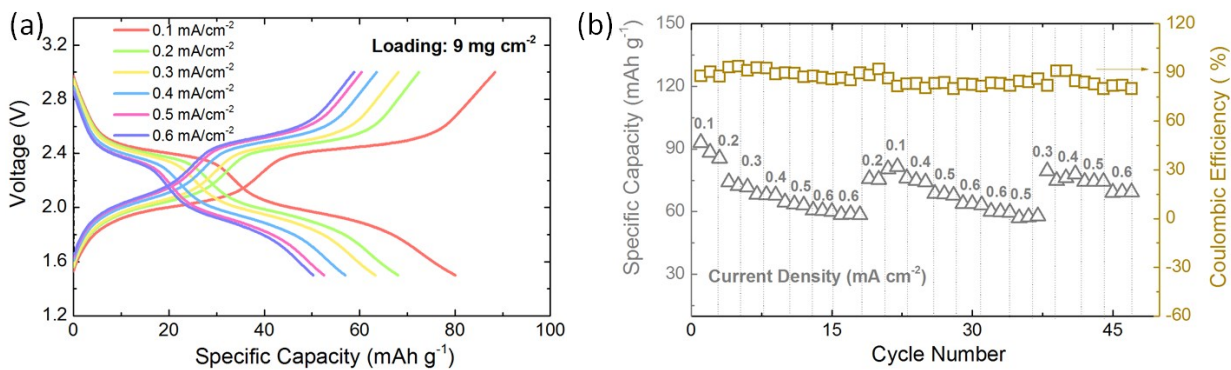 (a)
0.1 mA/cm⁻²
0.2 mA/cm⁻²
0.3 mA/cm⁻²
0.4 mA/cm⁻²
0.5 mA/cm⁻²
0.6 mA/cm⁻²
Loading: 9 mg cm⁻²
3.2
2.8
2.4
2.0
1.6
1.2
Voltage (V)
0 20 40 60 80 100
Specific Capacity (mAh g⁻¹)
(b)
150
120
90
60
30
Specific Capacity (mAh g⁻¹)
0.1 0.2 0.3 0.4 0.5 0.6 0.6 0.2 0.1 0.4 0.5 0.6 0.6 0.5 0.3 0.4 0.5 0.6
Current Density (mA cm⁻²)
0 15 30 45
Cycle Number
120
90
60
30
0
-30
-60
Coulombic Efficiency ( %)